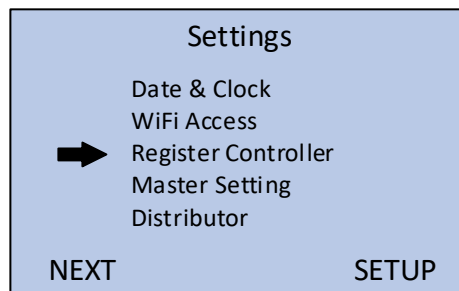 Settings
Date & Clock
WiFi Access
Register Controller
Master Setting
Distributor
NEXT SETUP